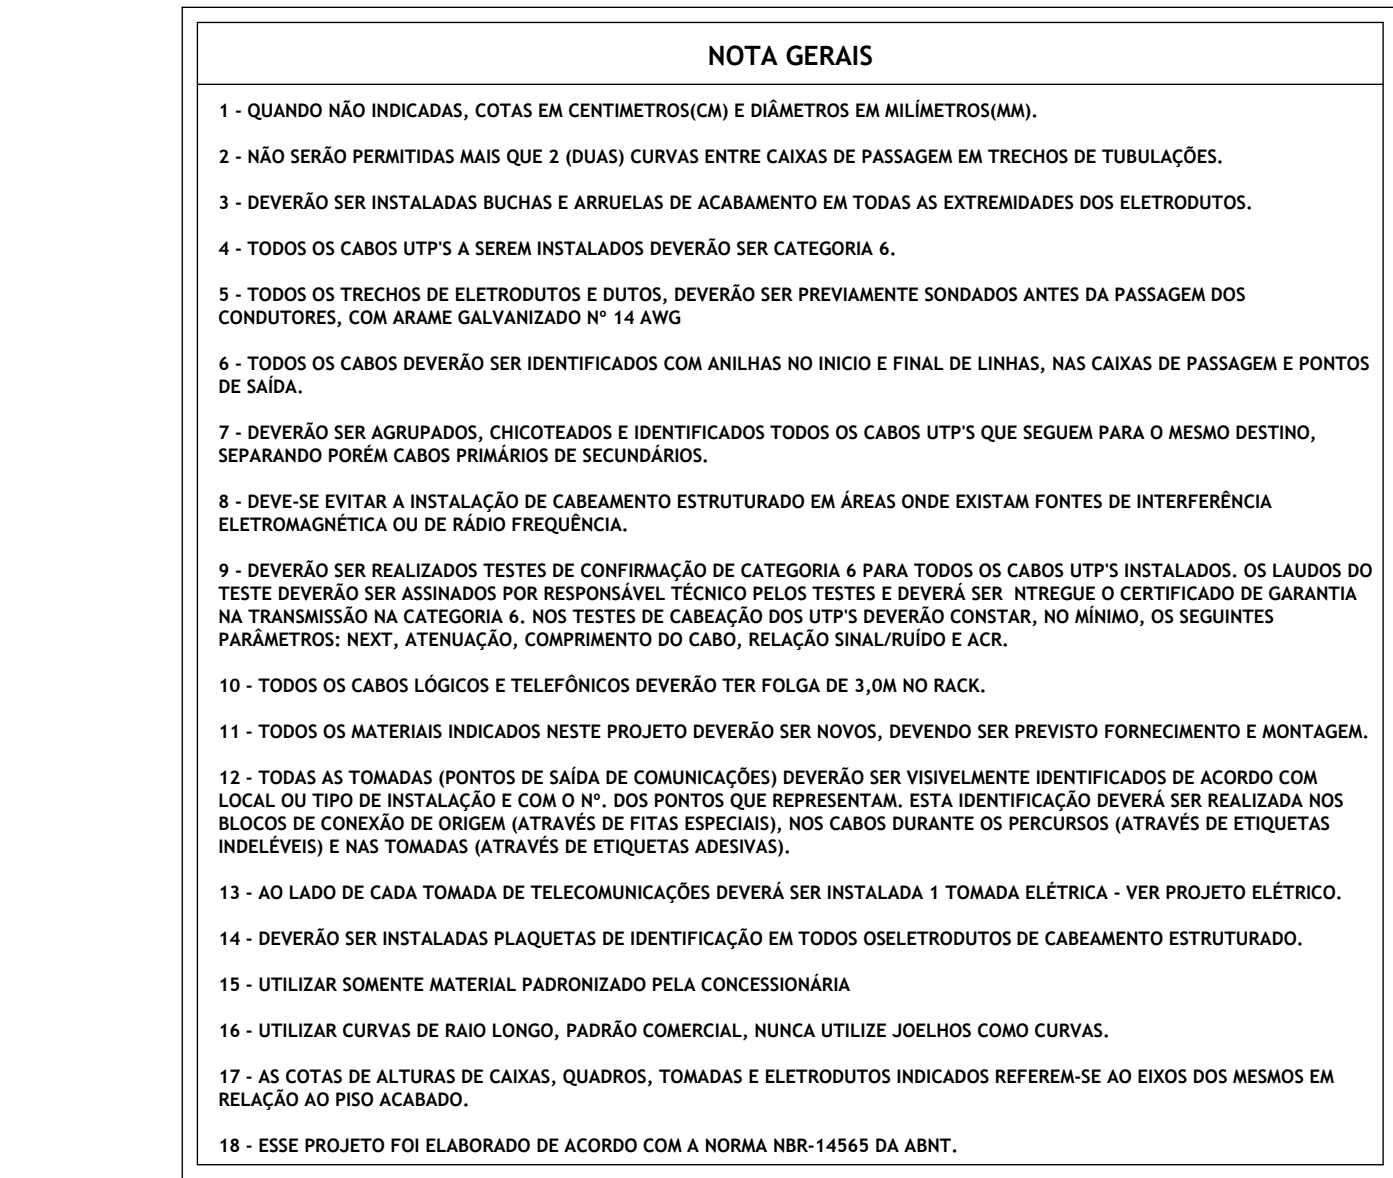 NOTA GERAIS
1 - QUANDO NÃO INDICADAS, COTAS EM CENTIMETROS(CM) E DIÂMETROS EM MILÍMETROS(MM).
2 - NÃO SERÃO PERMITIDAS MAIS QUE 2 (DUAS) CURVAS ENTRE CAIXAS DE PASSAGEM EM TRECHOS DE TUBULAÇÕES.
3 - DEVERÃO SER INSTALADAS BUCHAS E ARRUELAS DE ACABAMENTO EM TODAS AS EXTREMIDADES DOS ELETRODUTOS.
4 - TODOS OS CABOS UTP'S A SEREM INSTALADOS DEVERÃO SER CATEGORIA 6.
5 - TODOS OS TRECHOS DE ELETRODUTOS E DUTOS, DEVERÃO SER PREVIAMENTE SONDADOS ANTES DA PASSAGEM DOS
CONDUTORES, COM ARAME GALVANIZADO Nº 14 AWG
6 - TODOS OS CABOS DEVERÃO SER IDENTIFICADOS COM ANILHAS NO INICIO E FINAL DE LINHAS, NAS CAIXAS DE PASSAGEM E PONTOS
DE SAÍDA.
7 - DEVERÃO SER AGRUPADOS, CHICOTEADOS E IDENTIFICADOS TODOS OS CABOS UTP'S QUE SEGUEM PARA O MESMO DESTINO,
SEPARANDO PORÉM CABOS PRIMÁRIOS DE SECUNDÁRIOS.
8 - DEVE-SE EVITAR A INSTALAÇÃO DE CABEAMENTO ESTRUTURADO EM ÁREAS ONDE EXISTAM FONTES DE INTERFERÊNCIA
ELETROMAGNÉTICA OU DE RÁDIO FREQUÊNCIA.
9 - DEVERÃO SER REALIZADOS TESTES DE CONFIRMAÇÃO DE CATEGORIA 6 PARA TODOS OS CABOS UTP'S INSTALADOS. OS LAUDOS DO
TESTE DEVERÃO SER ASSINADOS POR RESPONSÁVEL TÉCNICO PELOS TESTES E DEVERÁ SER  NTREGUE O CERTIFICADO DE GARANTIA
NA TRANSMISSÃO NA CATEGORIA 6. NOS TESTES DE CABEAÇÃO DOS UTP'S DEVERÃO CONSTAR, NO MÍNIMO, OS SEGUINTES
PARÂMETROS: NEXT, ATENUAÇÃO, COMPRIMENTO DO CABO, RELAÇÃO SINAL/RUÍDO E ACR.
10 - TODOS OS CABOS LÓGICOS E TELEFÔNICOS DEVERÃO TER FOLGA DE 3,0M NO RACK.
11 - TODOS OS MATERIAIS INDICADOS NESTE PROJETO DEVERÃO SER NOVOS, DEVENDO SER PREVISTO FORNECIMENTO E MONTAGEM.
12 - TODAS AS TOMADAS (PONTOS DE SAÍDA DE COMUNICAÇÕES) DEVERÃO SER VISIVELMENTE IDENTIFICADOS DE ACORDO COM
LOCAL OU TIPO DE INSTALAÇÃO E COM O Nº. DOS PONTOS QUE REPRESENTAM. ESTA IDENTIFICAÇÃO DEVERÁ SER REALIZADA NOS
BLOCOS DE CONEXÃO DE ORIGEM (ATRAVÉS DE FITAS ESPECIAIS), NOS CABOS DURANTE OS PERCURSOS (ATRAVÉS DE ETIQUETAS
INDELÉVEIS) E NAS TOMADAS (ATRAVÉS DE ETIQUETAS ADESIVAS).
13 - AO LADO DE CADA TOMADA DE TELECOMUNICAÇÕES DEVERÁ SER INSTALADA 1 TOMADA ELÉTRICA - VER PROJETO ELÉTRICO.
14 - DEVERÃO SER INSTALADAS PLAQUETAS DE IDENTIFICAÇÃO EM TODOS OSELETRODUTOS DE CABEAMENTO ESTRUTURADO.
15 - UTILIZAR SOMENTE MATERIAL PADRONIZADO PELA CONCESSIONÁRIA
16 - UTILIZAR CURVAS DE RAIO LONGO, PADRÃO COMERCIAL, NUNCA UTILIZE JOELHOS COMO CURVAS.
17 - AS COTAS DE ALTURAS DE CAIXAS, QUADROS, TOMADAS E ELETRODUTOS INDICADOS REFEREM-SE AO EIXOS DOS MESMOS EM
RELAÇÃO AO PISO ACABADO.
18 - ESSE PROJETO FOI ELABORADO DE ACORDO COM A NORMA NBR-14565 DA ABNT.